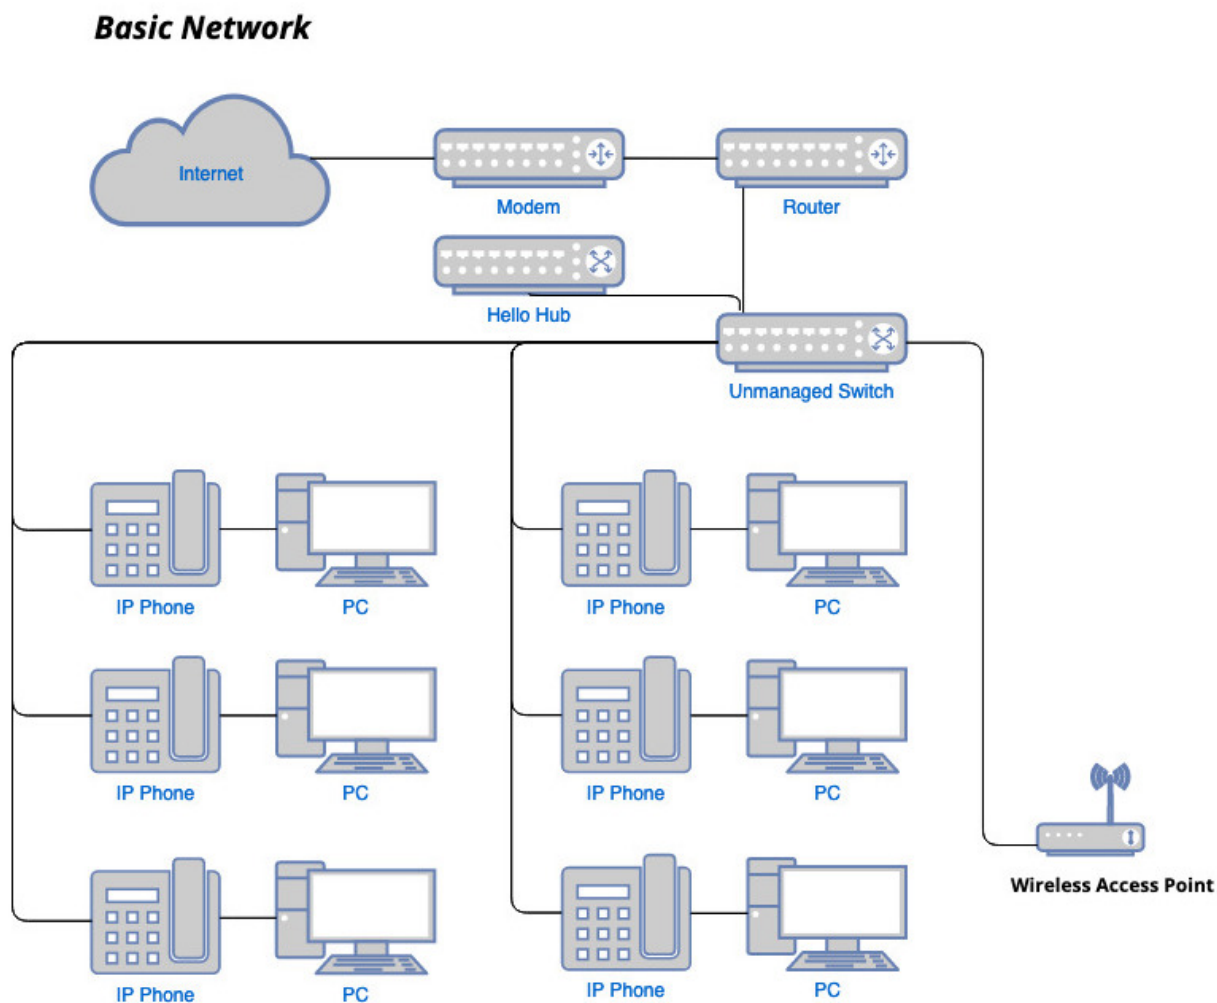 Basic Network
Internet
Modem
Router
Hello Hub
Unmanaged Switch
IP Phone
PC
IP Phone
PC
IP Phone
PC
IP Phone
PC
Wireless Access Point
IP Phone
PC
IP Phone
PC